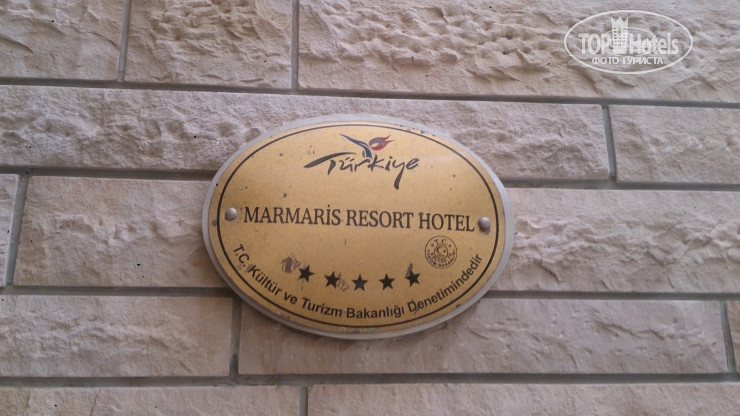 TOP Hotels
ФОТО ТУРИСТА
Türkiye
MARMARİS RESORT HOTEL
T.C. Kültür ve Turizm Bakanlığı Denetimindedir